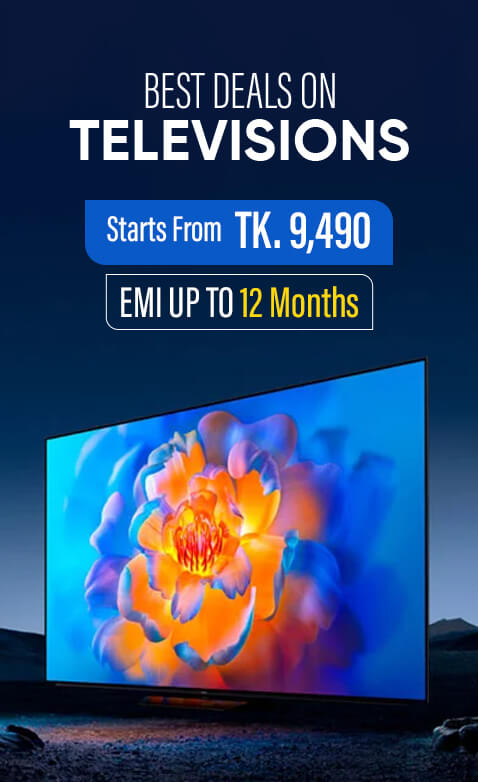 BEST DEALS ON
TELEVISIONS
Starts From TK. 9,490
EMI UP TO 12 Months